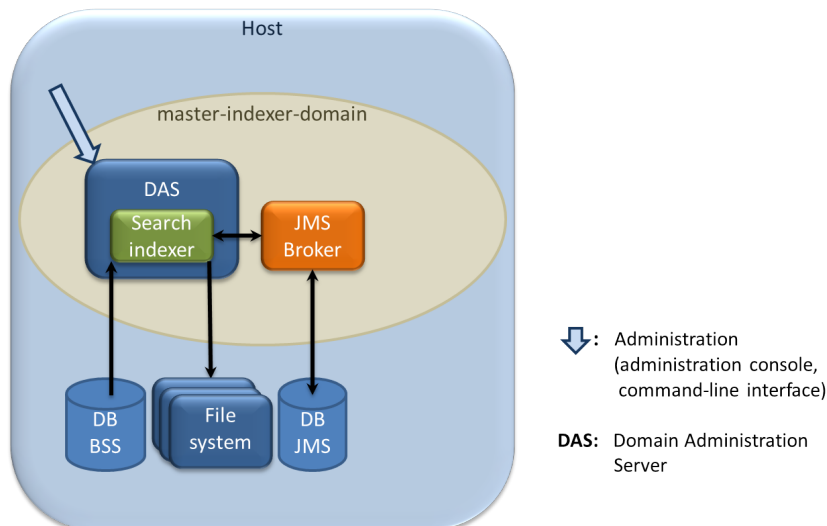 Host
master-indexer-domain
DAS
Search
indexer
JMS
Broker
DB
BSS
File
system
DB
JMS
: Administration
(administration console,
command-line interface)
DAS: Domain Administration
Server